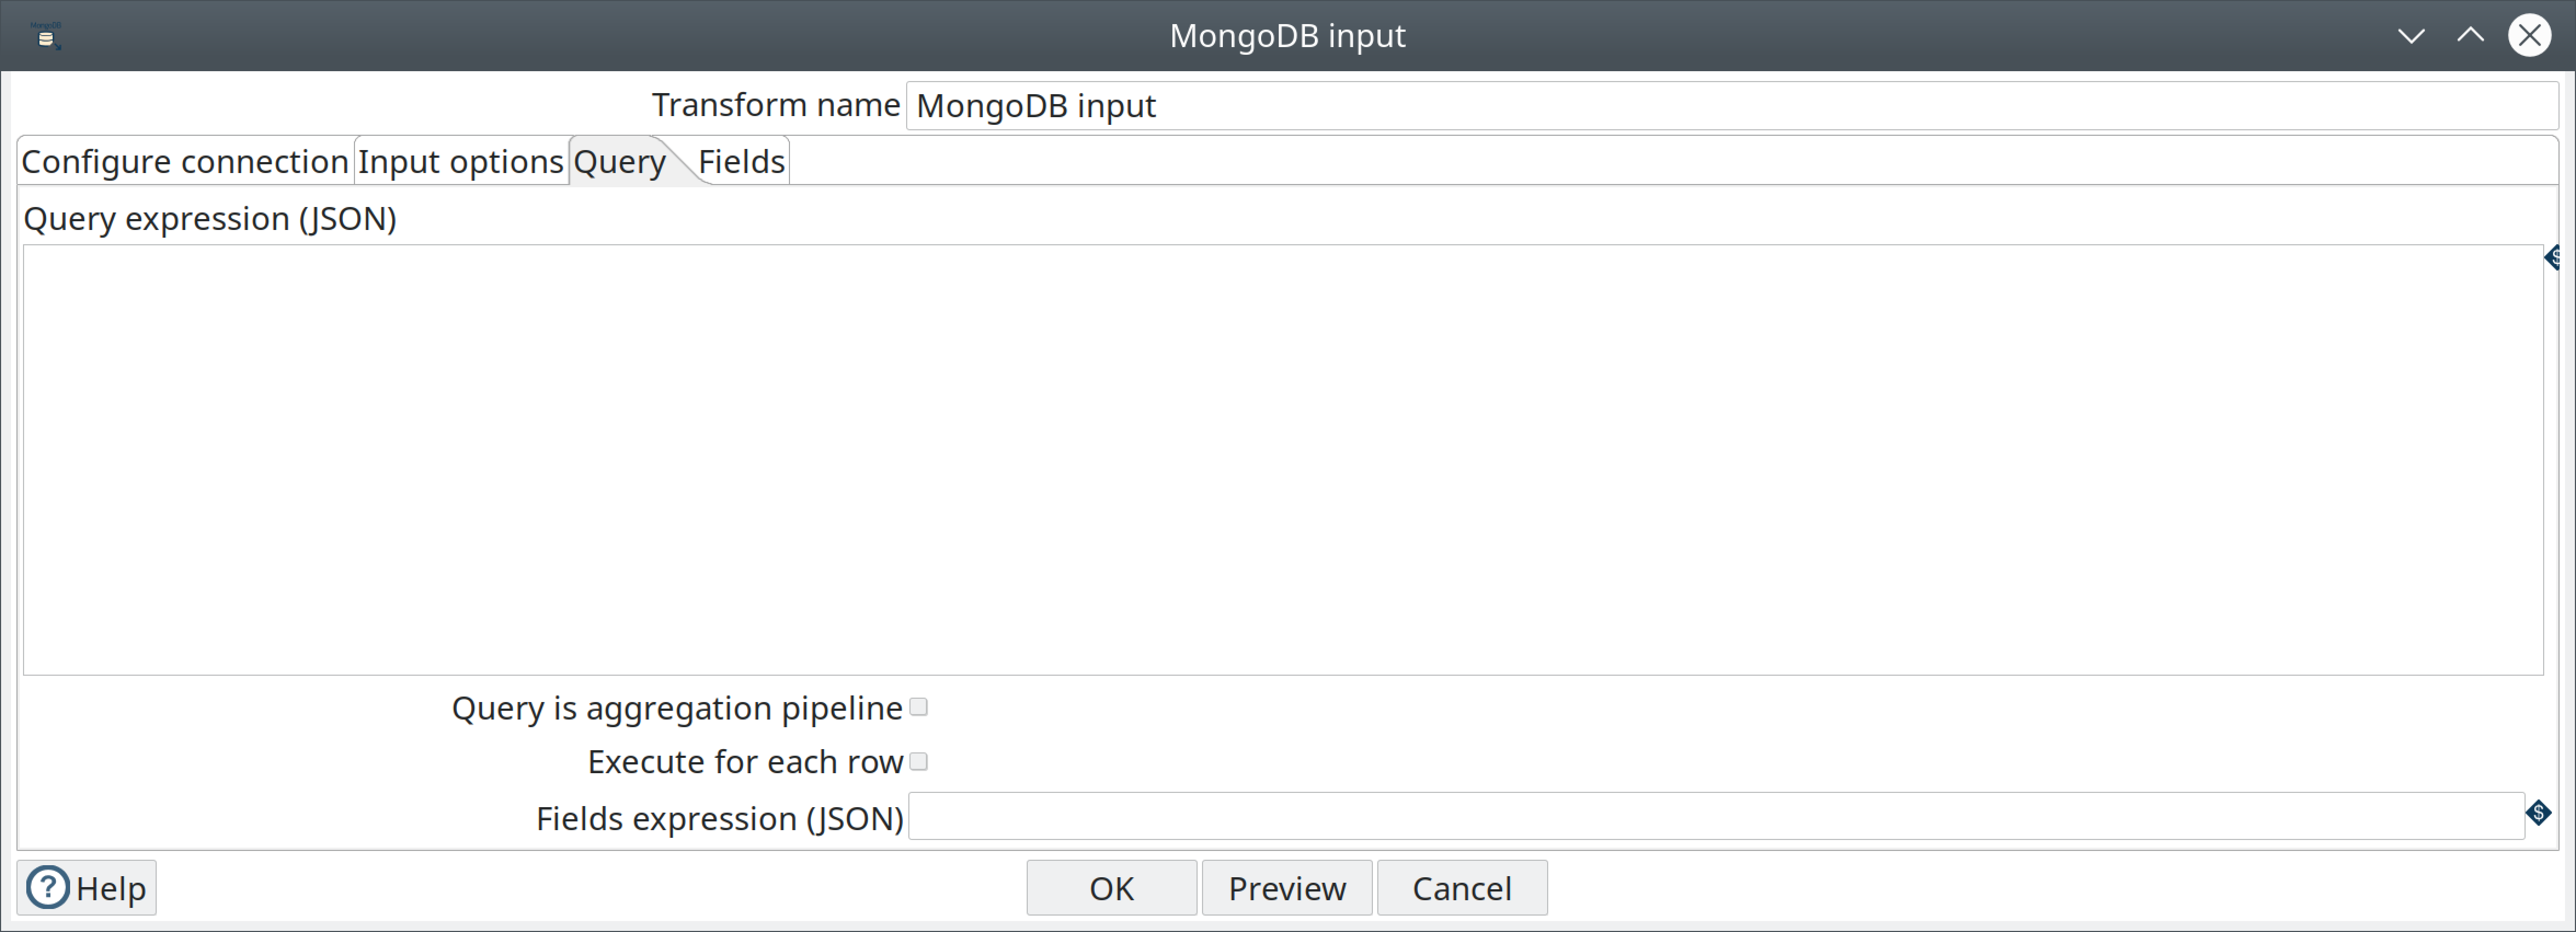 MongoDB
MongoDB input
Transform name MongoDB input
Configure connection Input options Query Fields
Query expression (JSON)
$
Query is aggregation pipeline
Execute for each row
Fields expression (JSON) $
? Help OK Preview Cancel